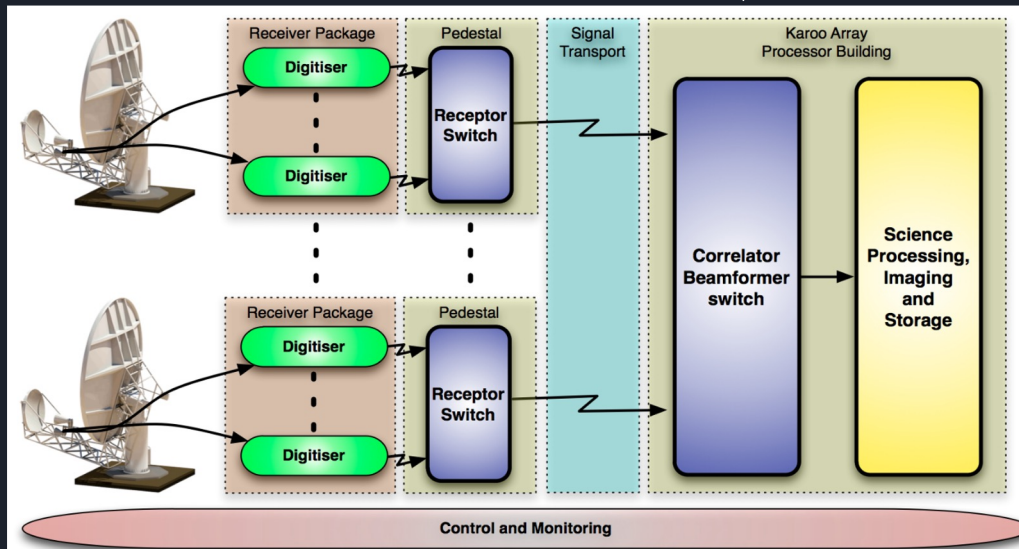 Receiver Package
Pedestal
Signal
Transport
Karoo Array
Processor Building
Digitiser
Receptor
Switch
Digitiser
Correlator
Beamformer
switch
Science
Processing,
Imaging
and
Storage
Receiver Package
Pedestal
Digitiser
Receptor
Switch
Digitiser
Control and Monitoring